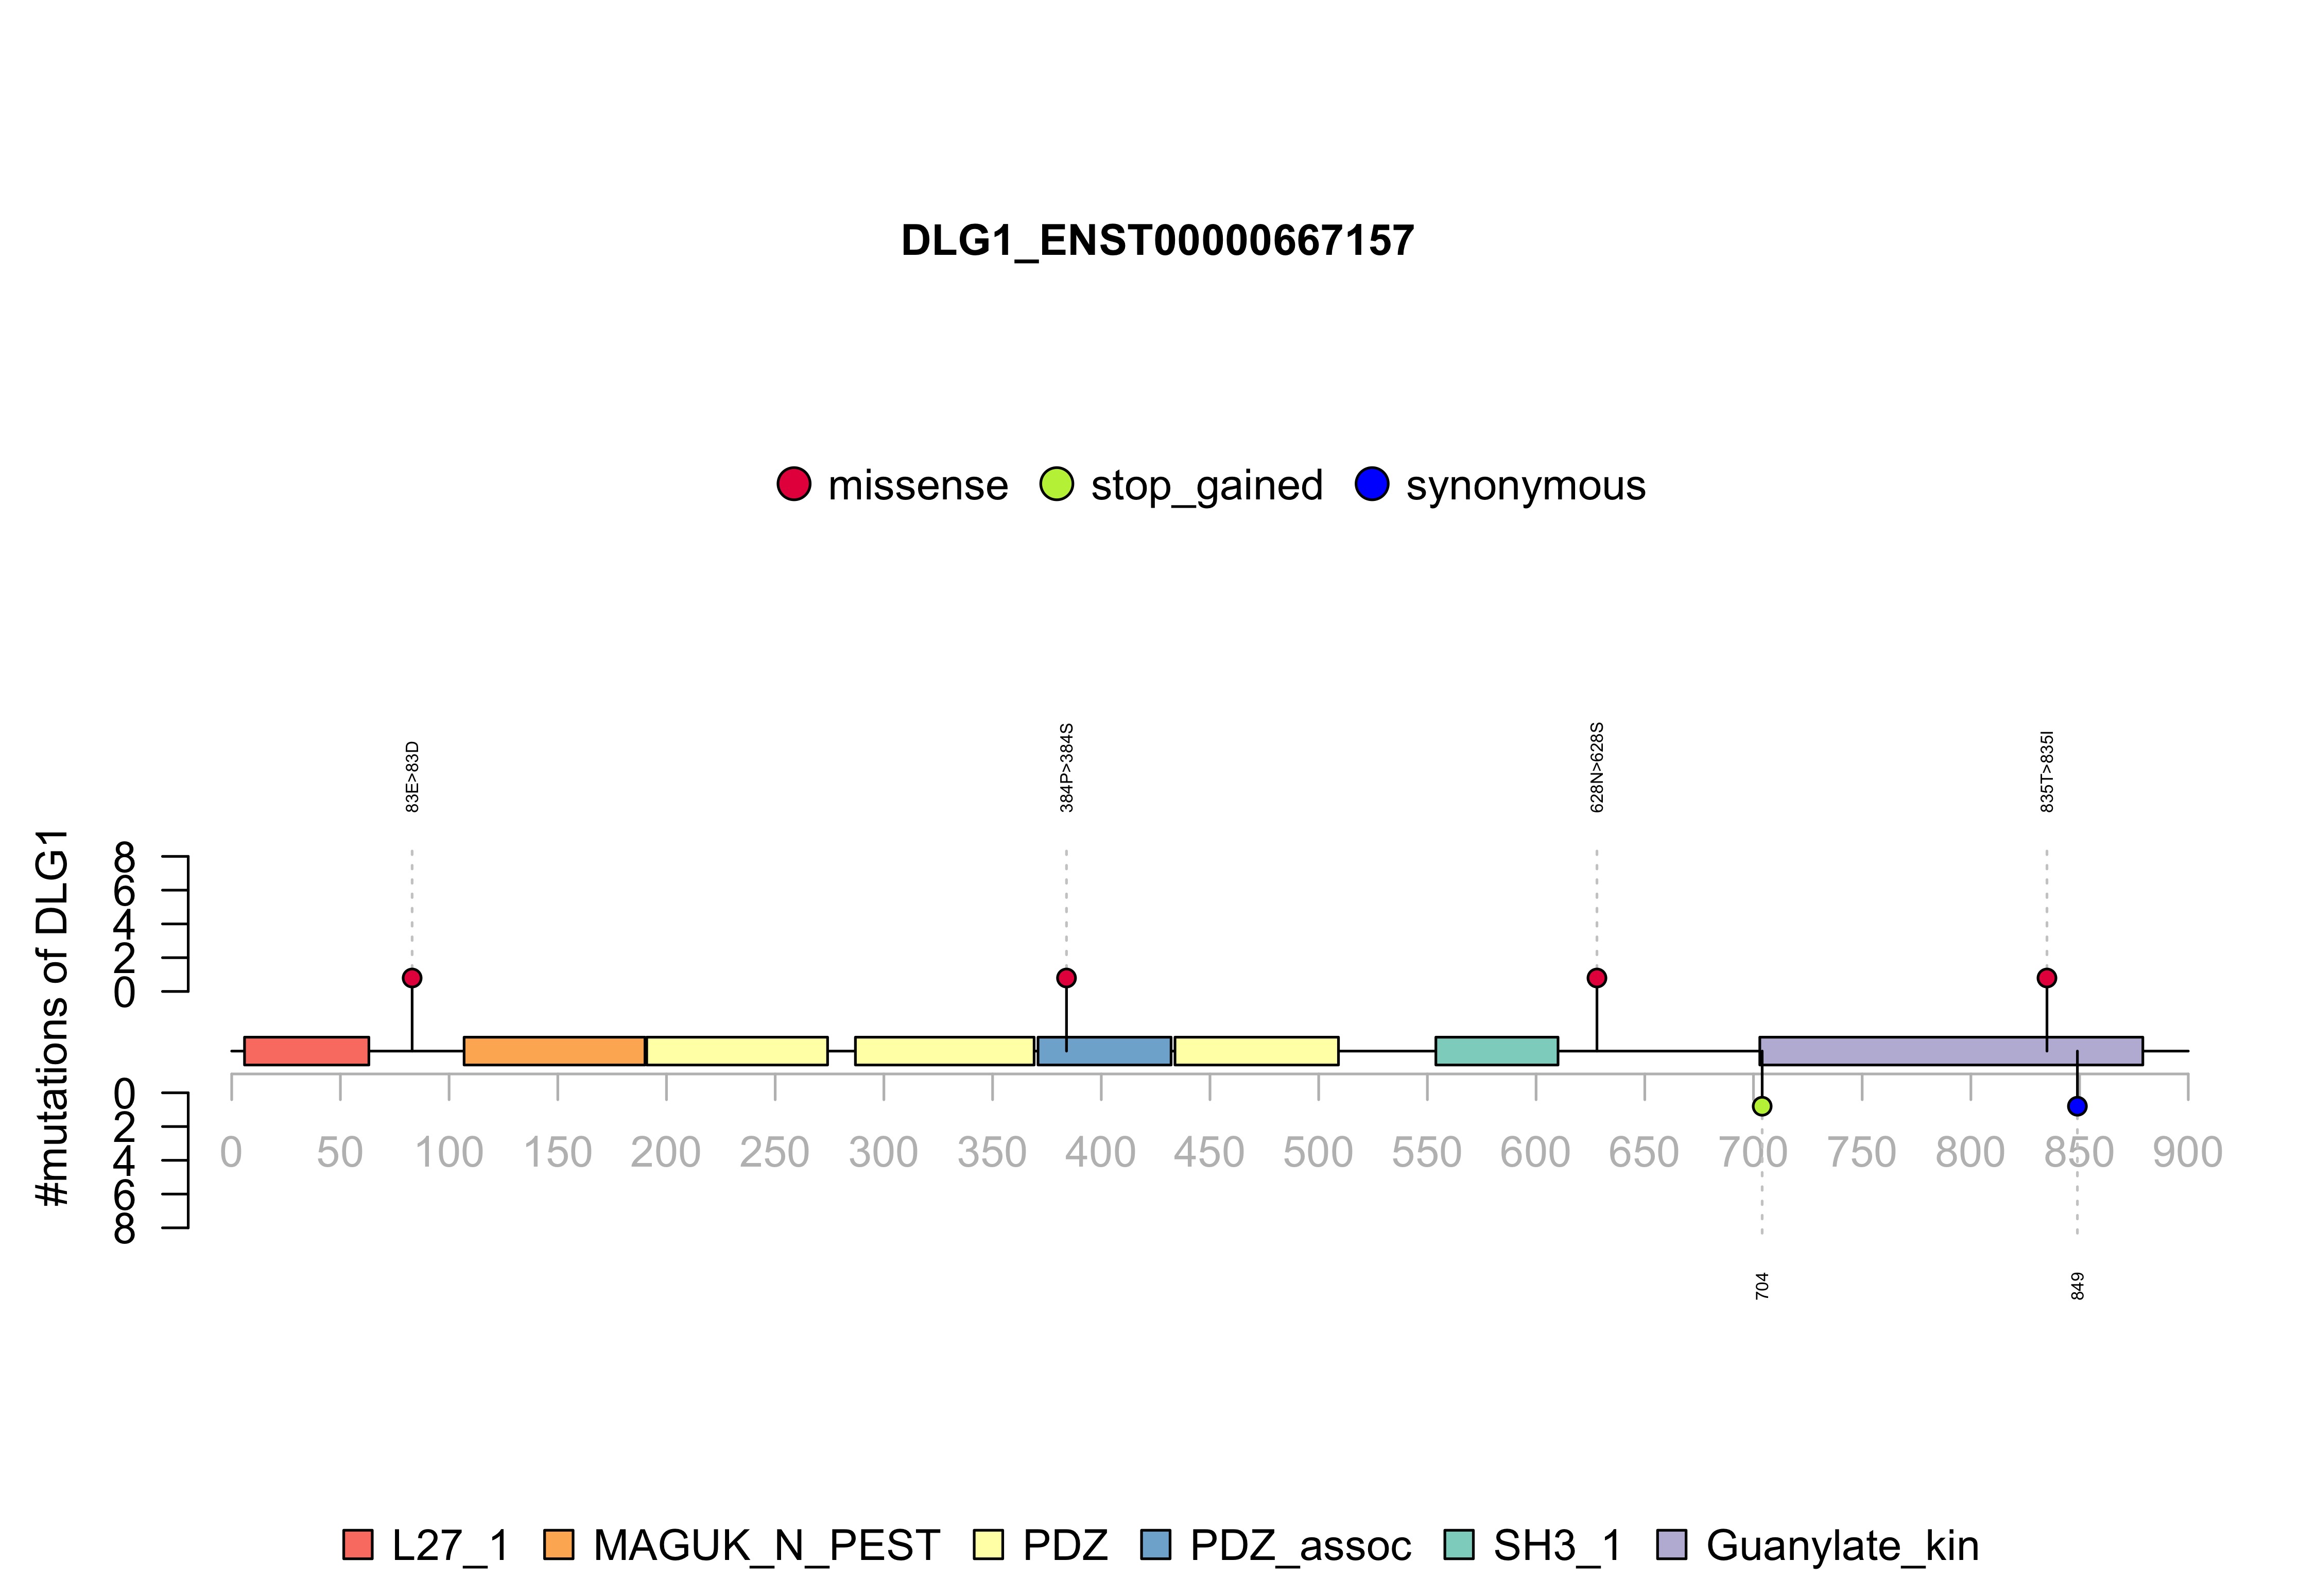 DLG1_ENST00000667157
missense stop_gained synonymous
83E>83D 384P>384S 628N>628S 835T>835I
#mutations of DLG1
8
6
4
2
0
0
2
4
6
8
0 50 100 150 200 250 300 350 400 450 500 550 600 650 700 750 800 850 900
704 849
L27_1 MAGUK_N_PEST PDZ PDZ_assoc SH3_1 Guanylate_kin